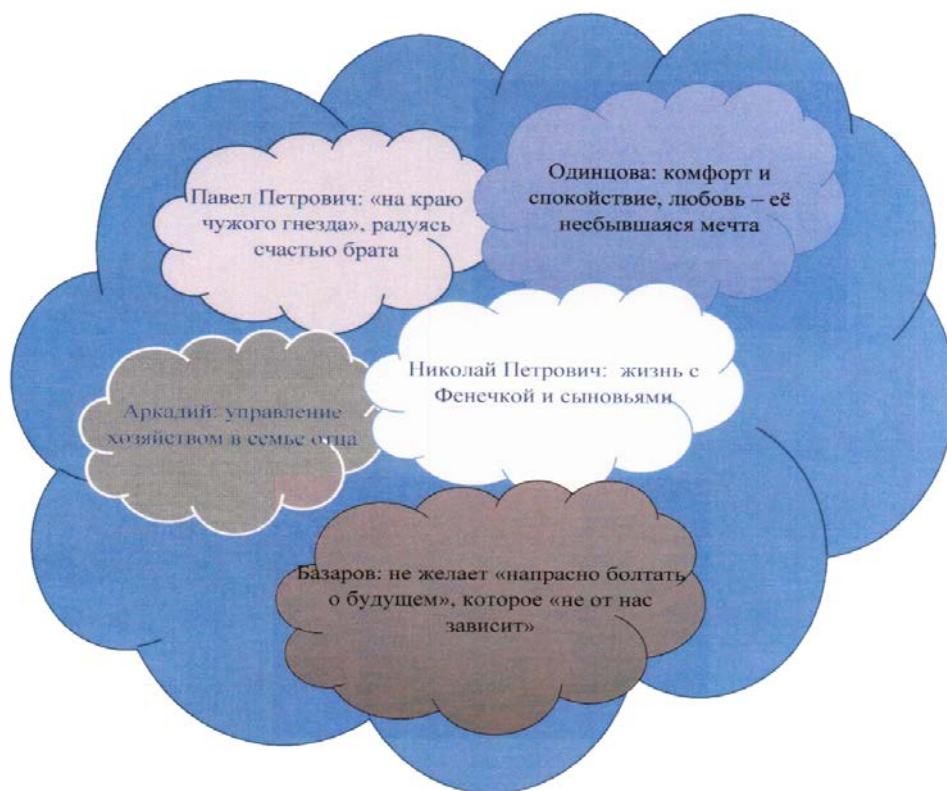 Павел Петрович: «на краю
чужого гнезда», радуясь
счастью брата
Одинцова: комфорт и
спокойствие, любовь – её
несбывшаяся мечта
Николай Петрович: жизнь с
Фенечкой и сыновьями
Аркадий: управление
хозяйством в семье отца
Базаров: не желает «напрасно болтать
о будущем», которое «не от нас
зависит»